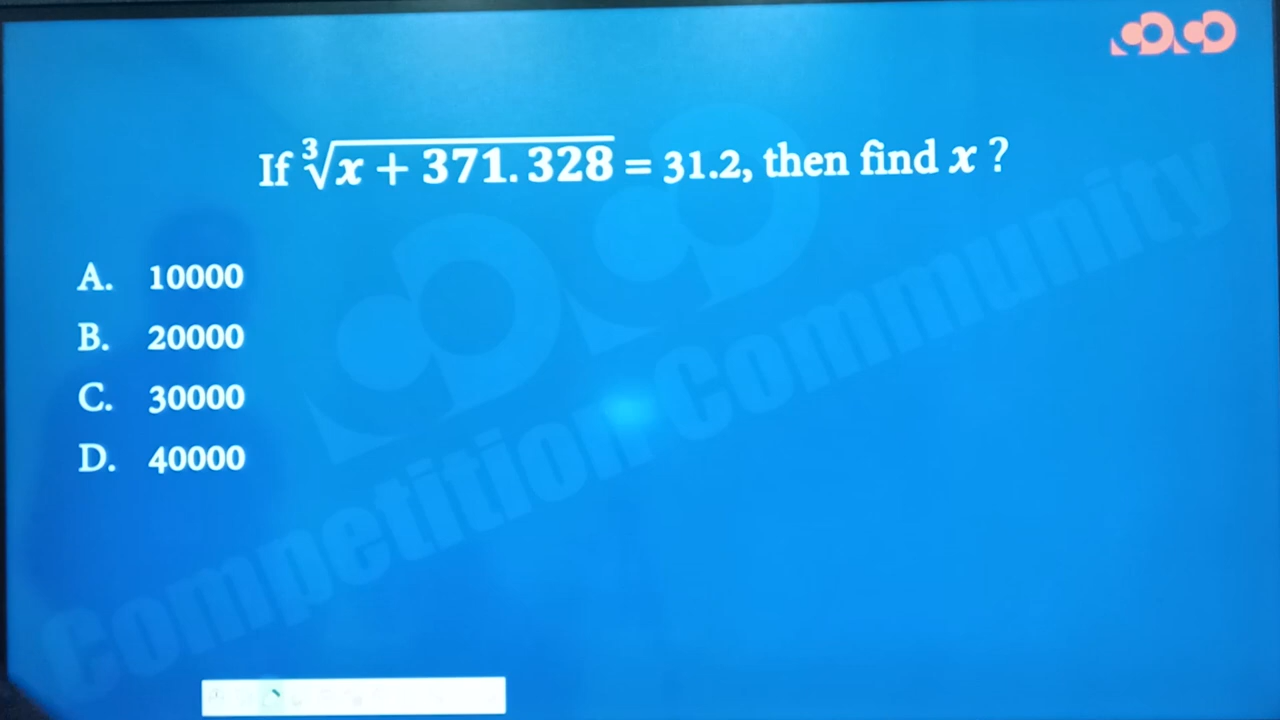 If ∛x + 371.328 = 31.2, then find x ?
A. 10000
B. 20000
C. 30000
D. 40000
Competition Community